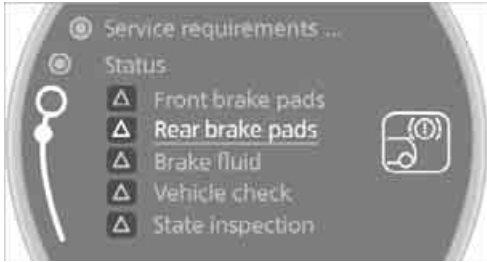 Service requirements ...
Status
Front brake pads
Rear brake pads
Brake fluid
Vehicle check
State inspection